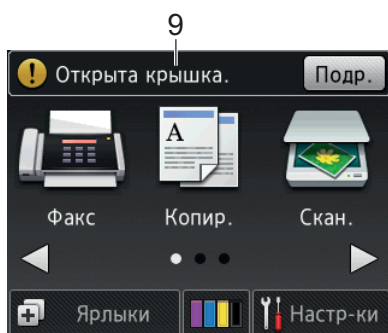 9
Открыта крышка. Подр.
A
Факс Копир. Скан.
Ярлыки Настр-ки